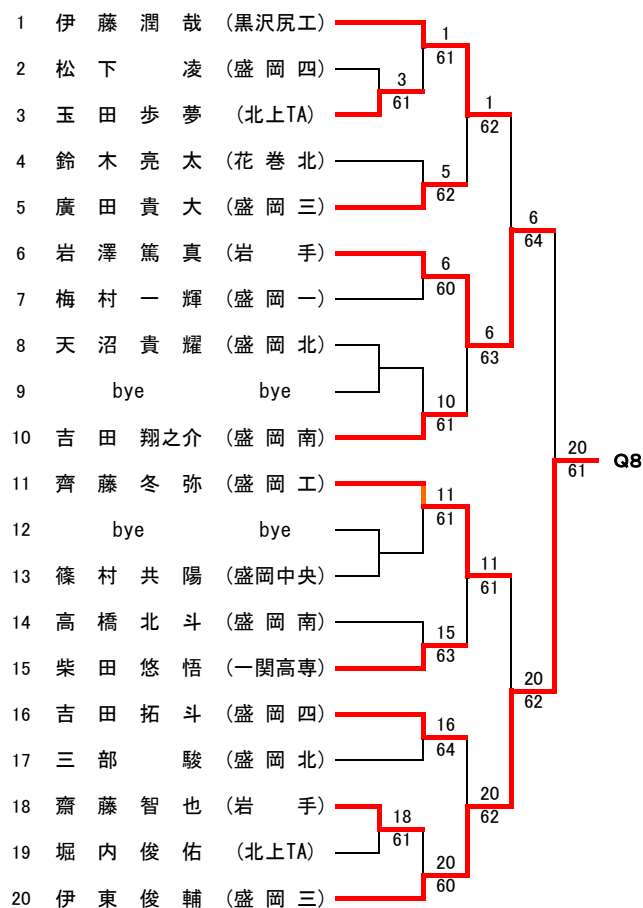 1 伊藤潤哉 (黒沢尻工)
2 松下凌 (盛岡四)
3 玉田歩夢 (北上TA)
4 鈴木亮太 (花巻北)
5 廣田貴大 (盛岡三)
6 岩澤篤真 (岩手)
7 梅村一輝 (盛岡一)
8 天沼貴耀 (盛岡北)
9 bye bye
10 吉田翔之介 (盛岡南)
11 齊藤冬弥 (盛岡工)
12 bye bye
13 篠村共陽 (盛岡中央)
14 高橋北斗 (盛岡南)
15 柴田悠悟 (一関高専)
16 吉田拓斗 (盛岡四)
17 三部駿 (盛岡北)
18 齋藤智也 (岩手)
19 堀内俊佑 (北上TA)
20 伊東俊輔 (盛岡三)
3
61
18
61
1
61
5
62
6
60
10
61
11
61
15
63
16
64
20
60
1
62
6
63
11
61
20
62
6
64
20
62
20
61
Q8